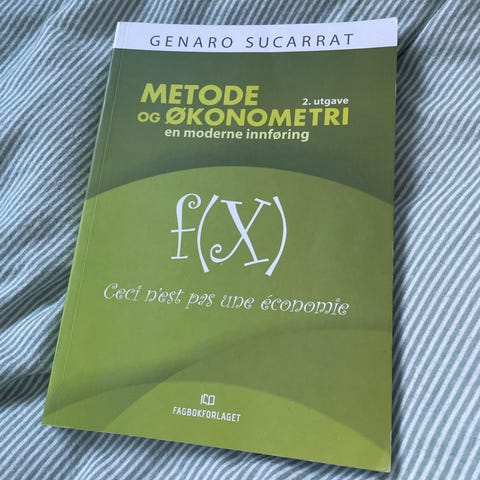 GENARO SUCARRAT
METODE
2. utgave
OG ØKONOMETRI
en moderne innføring
f(X)
Ceci n'est pas une économie
FAGBOKFORLAGET